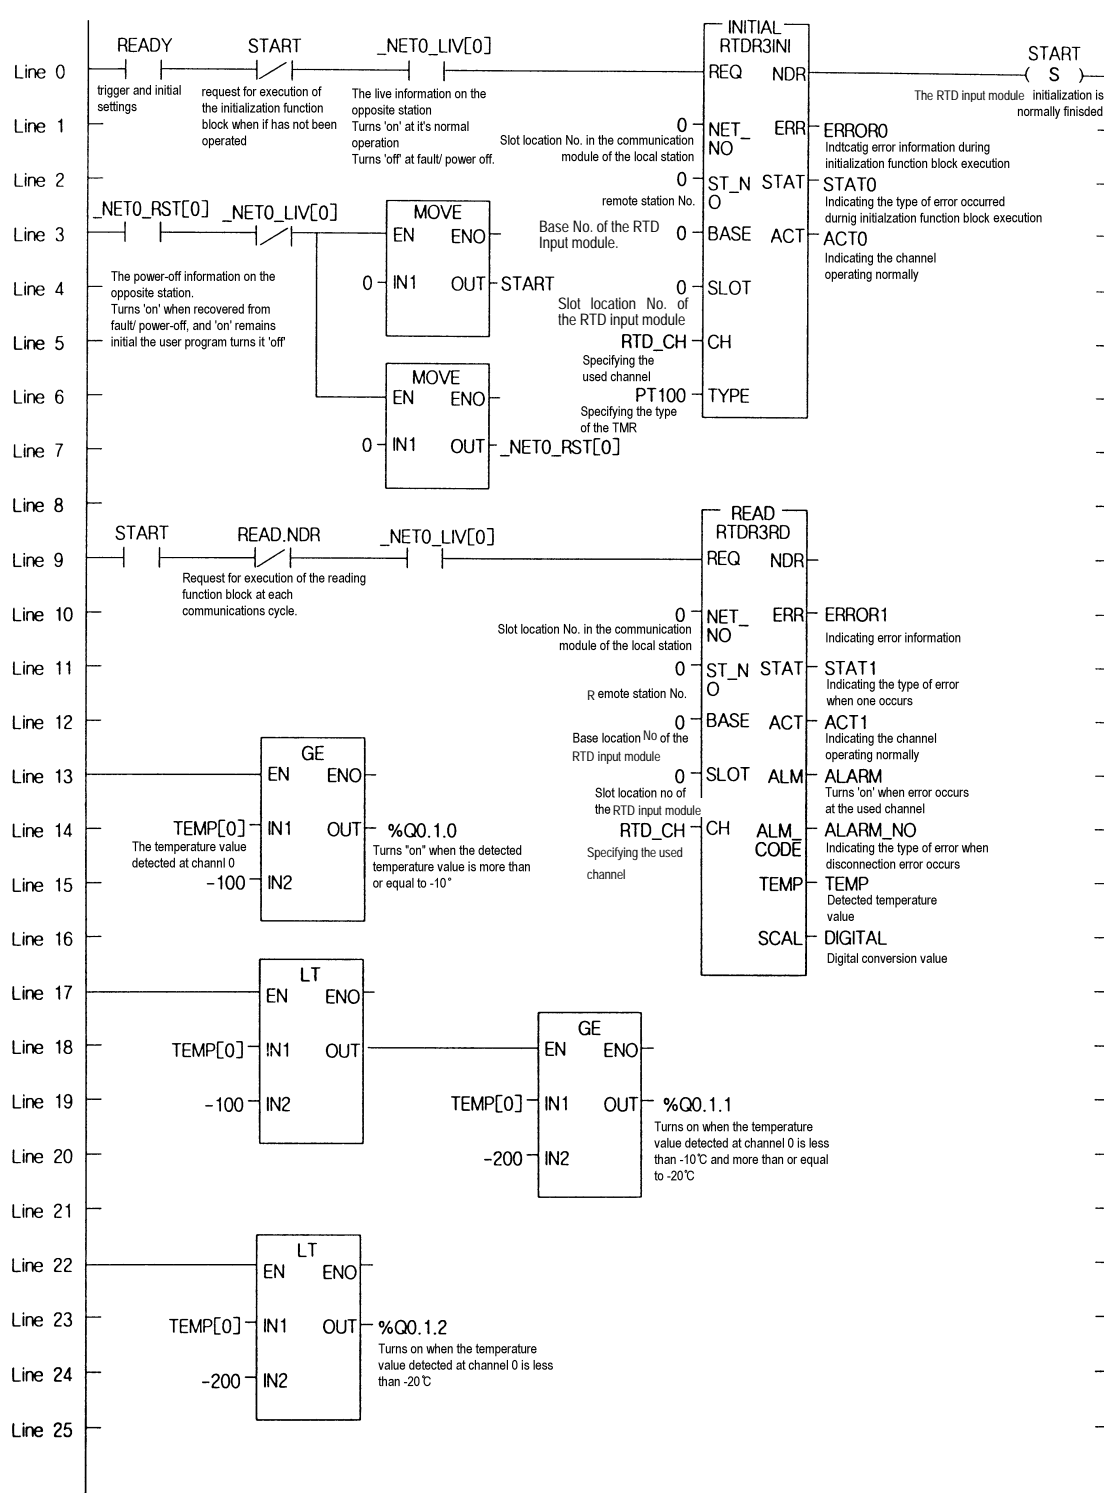 INITIAL
READY START _NET0_LIV[0] RTDR3INI START
Line 0 REQ NDR S
trigger and initial
settings
request for execution of
the initialization function
block when if has not been
operated
The live information on the
opposite station
Turns 'on' at it's normal
operation
Turns 'off' at fault/ power off.
The RTD input module initialization is
normally finisded
Line 1 0 NET_
NO
ERR ERROR0
Slot location No. in the communication
module of the local station
Indtcatig error information during
initialization function block execution
Line 2 0 ST_N
O
STAT STAT0
remote station No.
Indicating the type of error occurred
durnig initialzation function block execution
_NET0_RST[0] _NET0_LIV[0] MOVE
Line 3 EN ENO
Base No. of the RTD
Input module.
0 BASE ACT ACT0
Indicating the channel
operating normally
The power-off information on the
opposite station.
Turns 'on' when recovered from
fault/ power-off, and 'on' remains
initial the user program turns it 'off'
Line 4 0 IN1 OUT START 0 SLOT
Slot location No. of
the RTD input module
Line 5 RTD_CH CH
Specifying the
used channel
MOVE
Line 6 EN ENO PT100 TYPE
Specifying the type
of the TMR
Line 7 0 IN1 OUT _NET0_RST[0]
Line 8
READ
START READ.NDR _NET0_LIV[0] RTDR3RD
Line 9 REQ NDR
Request for execution of the reading
function block at each
communications cycle.
Line 10 0 NET_
NO
ERR ERROR1
Slot location No. in the communication
module of the local station
Indicating error information
Line 11 0 ST_N
O
STAT STAT1
R emote station No.
Indicating the type of error
when one occurs
Line 12 0 BASE ACT ACT1
Base location No of the
RTD input module
Indicating the channel
operating normally
GE
Line 13 EN ENO 0 SLOT ALM ALARM
Slot location no of
the RTD input module
Turns 'on' when error occurs
at the used channel
Line 14 TEMP[0] IN1 OUT %Q0.1.0 RTD_CH CH ALM_
CODE
ALARM_NO
The temperature value
detected at channl 0
Turns "on" when the detected
temperature value is more than
or equal to -10°
Specifying the used
channel
Indicating the type of error when
disconnection error occurs
Line 15 -100 IN2 TEMP TEMP
Detected temperature
value
Line 16 SCAL DIGITAL
Digital conversion value
LT
Line 17 EN ENO
GE
Line 18 TEMP[0] IN1 OUT EN ENO
Line 19 -100 IN2 TEMP[0] IN1 OUT %Q0.1.1
Turns on when the temperature
value detected at channel 0 is less
than -10℃ and more than or equal
to -20℃
Line 20 -200 IN2
Line 21
LT
Line 22 EN ENO
Line 23 TEMP[0] IN1 OUT %Q0.1.2
Turns on when the temperature
value detected at channel 0 is less
than -20℃
Line 24 -200 IN2
Line 25